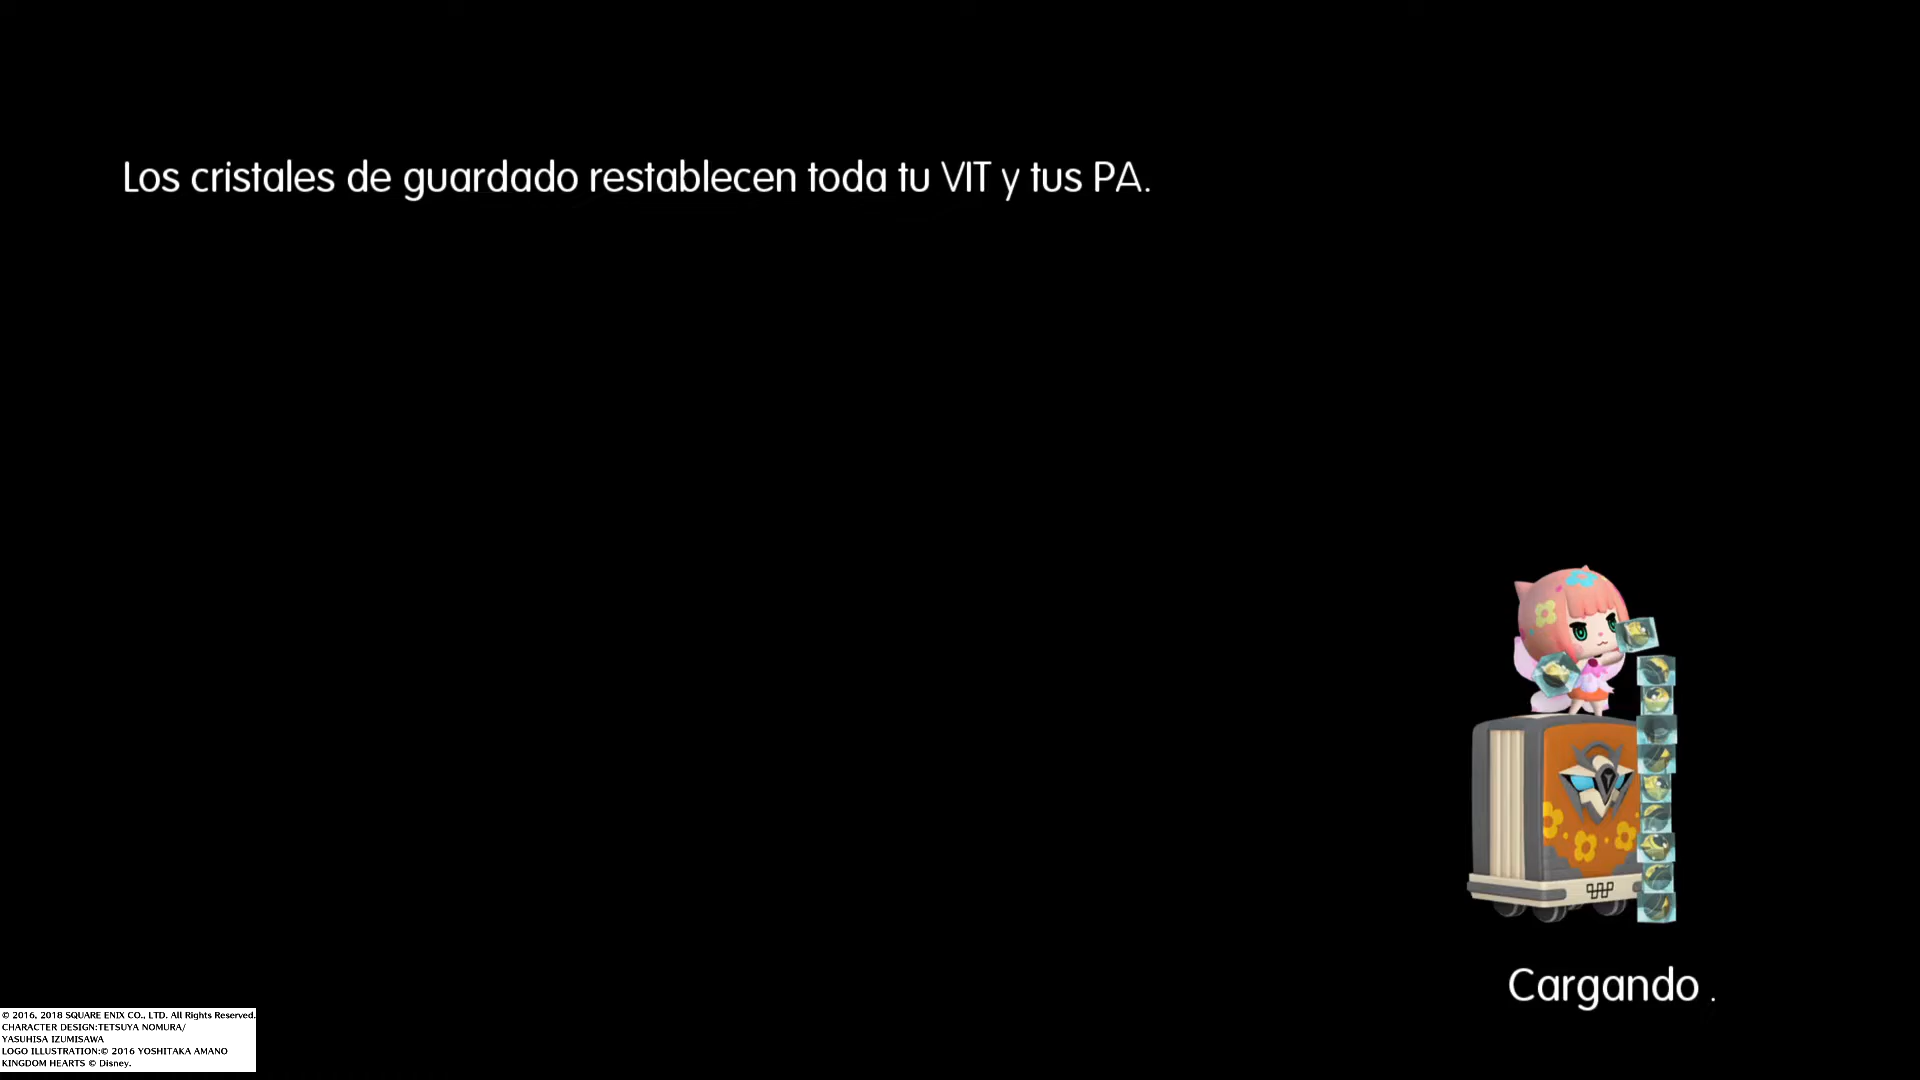 Los cristales de guardado restablecen toda tu VIT y tus PA.
Cargando .
© 2016, 2018 SQUARE ENIX CO., LTD. All Rights Reserved.
CHARACTER DESIGN:TETSUYA NOMURA/
YASUHISA IZUMISAWA
LOGO ILLUSTRATION:© 2016 YOSHITAKA AMANO
KINGDOM HEARTS © Disney.